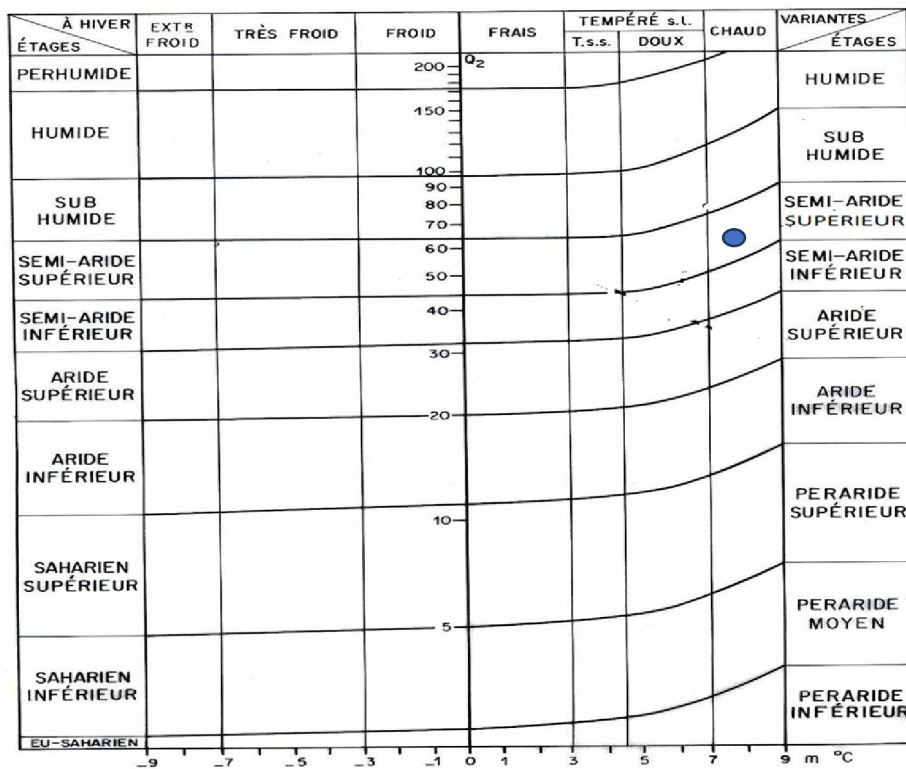 À HIVER
ÉTAGES
EXTR
FROID
TRÈS FROID
FROID
FRAIS
TEMPÉRÉ s.l.
T.s.s.
DOUX
CHAUD
VARIANTES
ÉTAGES
PERHUMIDE
HUMIDE
SUB
HUMIDE
SEMI-ARIDE
SUPÉRIEUR
SEMI-ARIDE
INFÉRIEUR
ARIDE
SUPÉRIEUR
ARIDE
INFÉRIEUR
SAHARIEN
SUPÉRIEUR
SAHARIEN
INFÉRIEUR
EU-SAHARIEN
Q2
200
150
100
90
80
70
60
50
40
30
20
10
5
HUMIDE
SUB
HUMIDE
SEMI-ARIDE
SUPÉRIEUR
SEMI-ARIDE
INFÉRIEUR
ARIDE
SUPÉRIEUR
ARIDE
INFÉRIEUR
PERARIDE
SUPÉRIEUR
PERARIDE
MOYEN
PERARIDE
INFÉRIEUR
-9 -7 -5 -3 -1 0 1 3 5 7 9 m °C